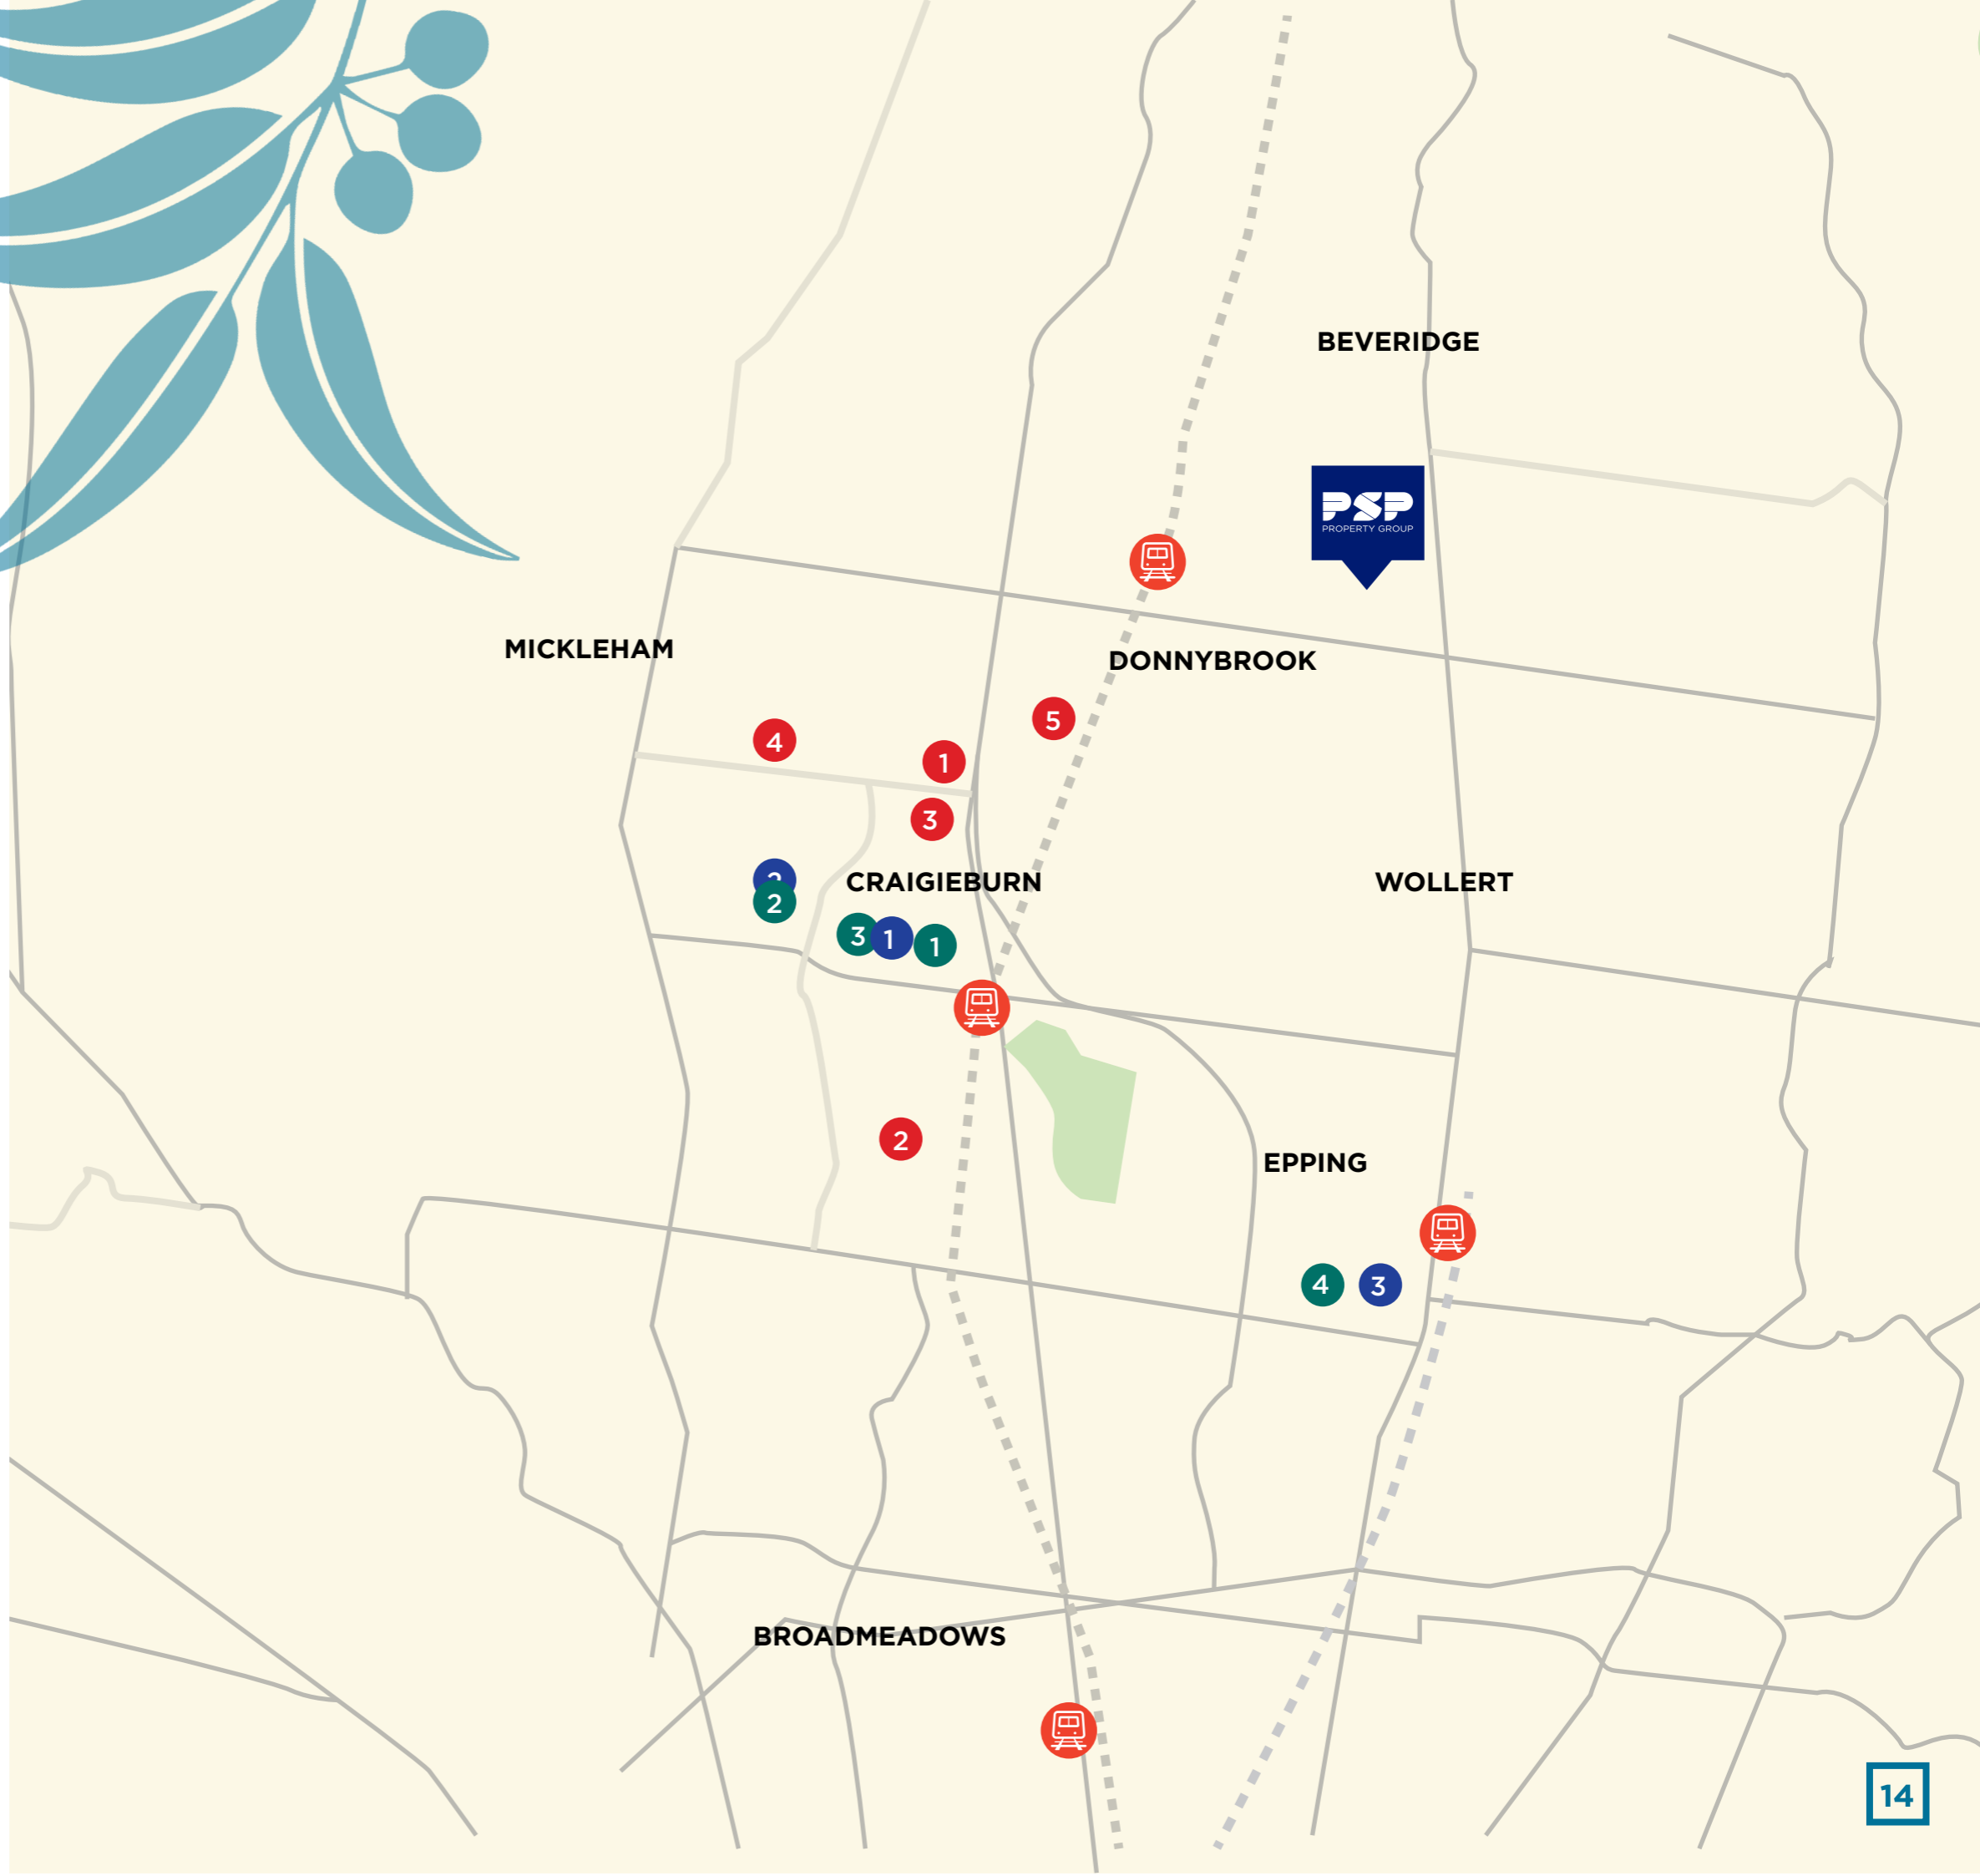 BEVERIDGE
PSP
PROPERTY GROUP
MICKLEHAM
DONNYBROOK
5
4
1
3
CRAIGIEBURN
WOLLERT
2
3
1
1
2
EPPING
4
3
BROADMEADOWS
14